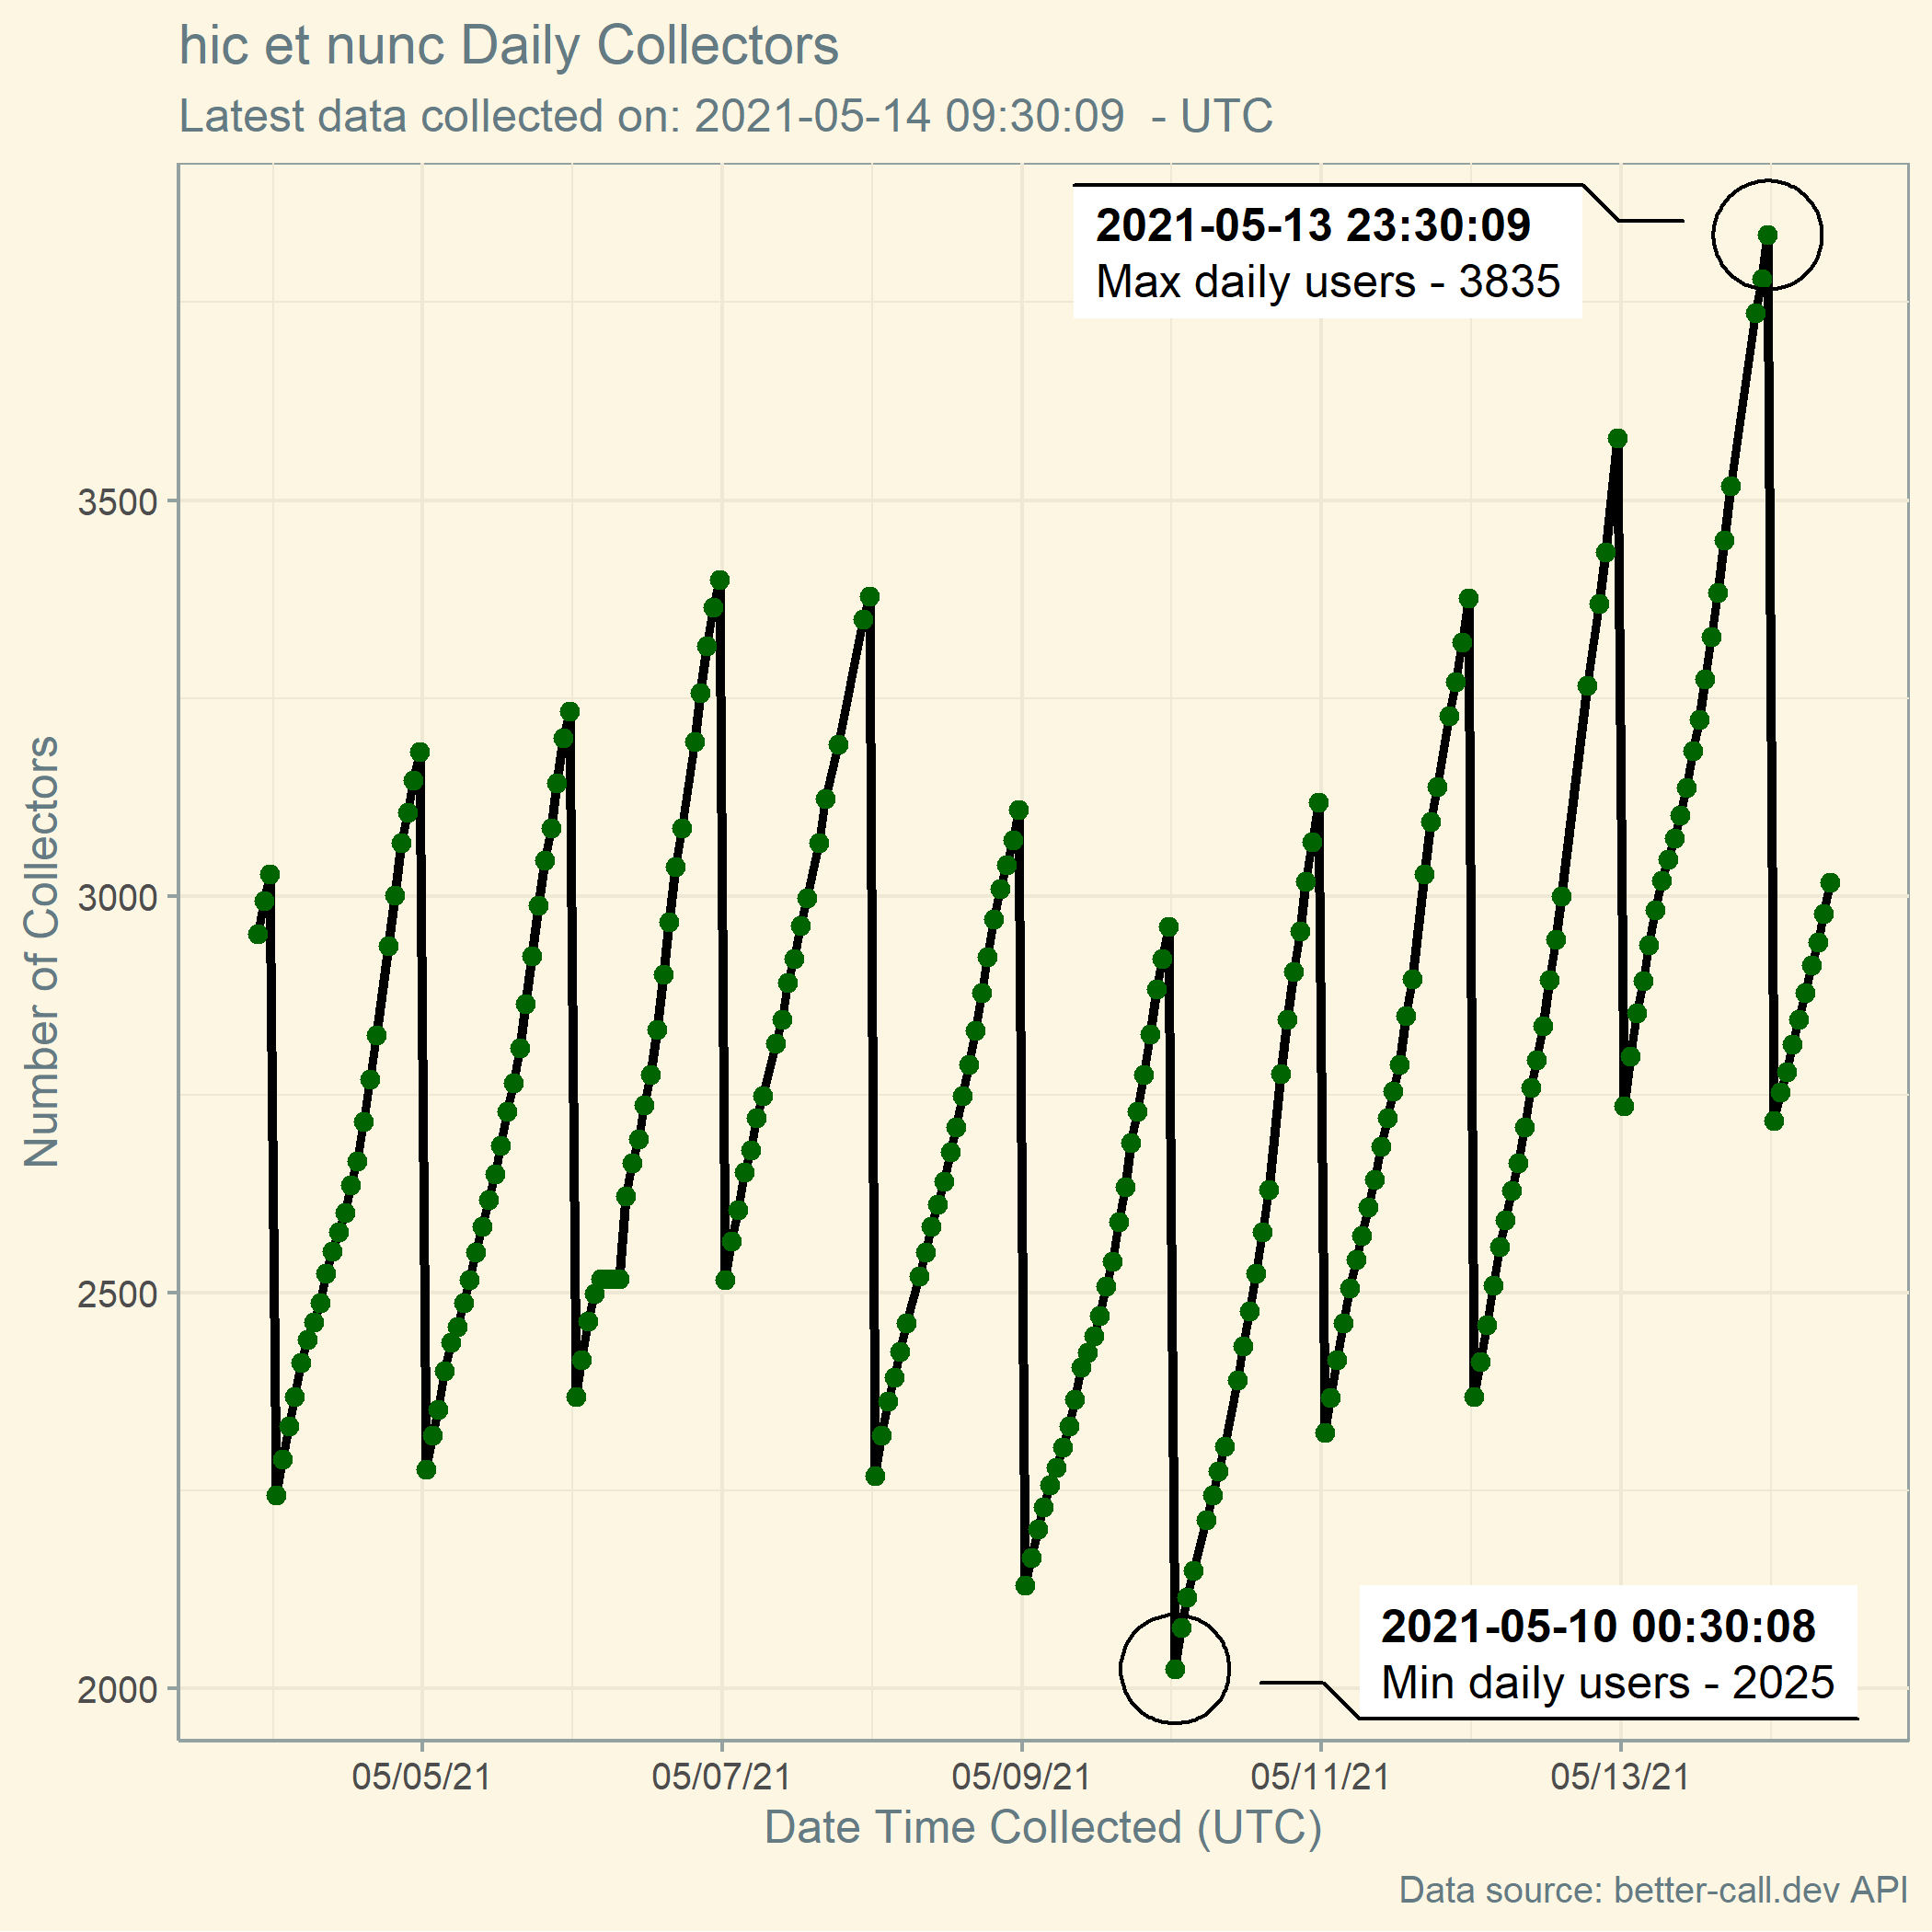 hic et nunc Daily Collectors
Latest data collected on: 2021-05-14 09:30:09  - UTC
2021-05-13 23:30:09
Max daily users - 3835
3500
3000
2500
2000
Number of Collectors
2021-05-10 00:30:08
Min daily users - 2025
05/05/21
05/07/21
05/09/21
05/11/21
05/13/21
Date Time Collected (UTC)
Data source: better-call.dev API